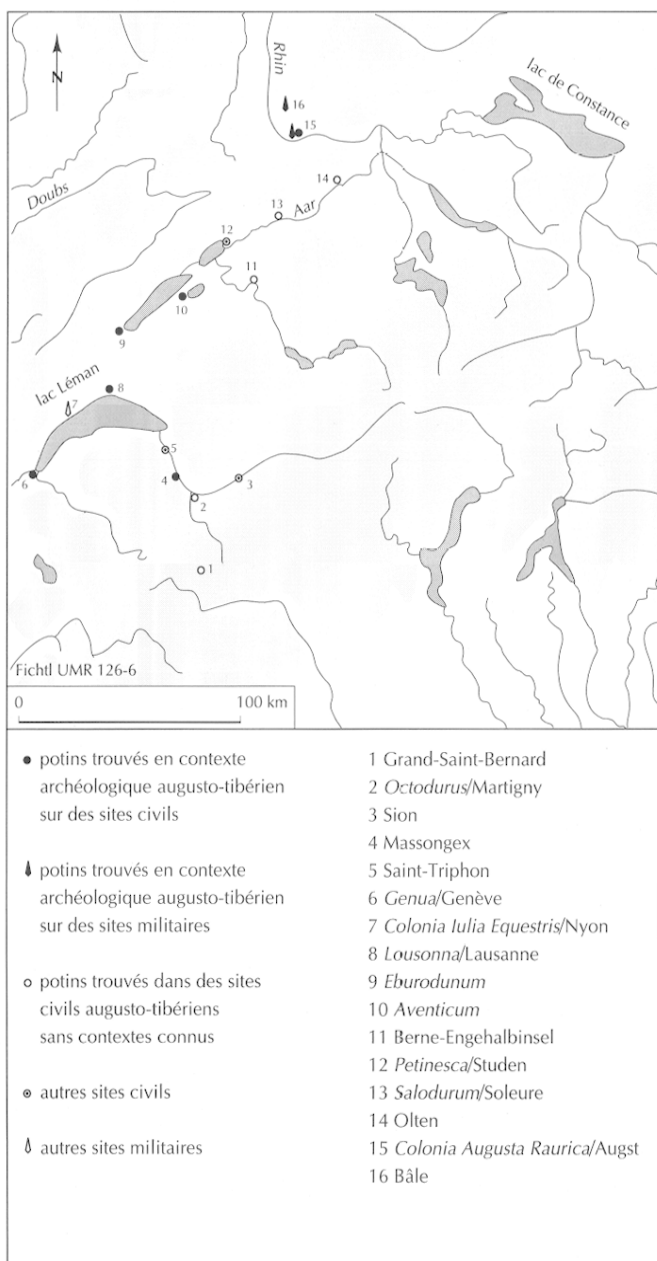 N
Rhin
lac de Constance
16
15
Doubs
14
13
Aar
12
11
10
9
lac Léman
8
7
6
5
4
3
2
1
Fichtl UMR 126-6
0 100 km
potins trouvés en contexte
archéologique augusto-tibérien
sur des sites civils
potins trouvés en contexte
archéologique augusto-tibérien
sur des sites militaires
potins trouvés dans des sites
civils augusto-tibériens
sans contextes connus
autres sites civils
autres sites militaires
1 Grand-Saint-Bernard
2 Octodurus/Martigny
3 Sion
4 Massongex
5 Saint-Triphon
6 Genua/Genève
7 Colonia Iulia Equestris/Nyon
8 Lousonna/Lausanne
9 Eburodunum
10 Aventicum
11 Berne-Engehalbinsel
12 Petinesca/Studen
13 Salodurum/Soleure
14 Olten
15 Colonia Augusta Raurica/Augst
16 Bâle